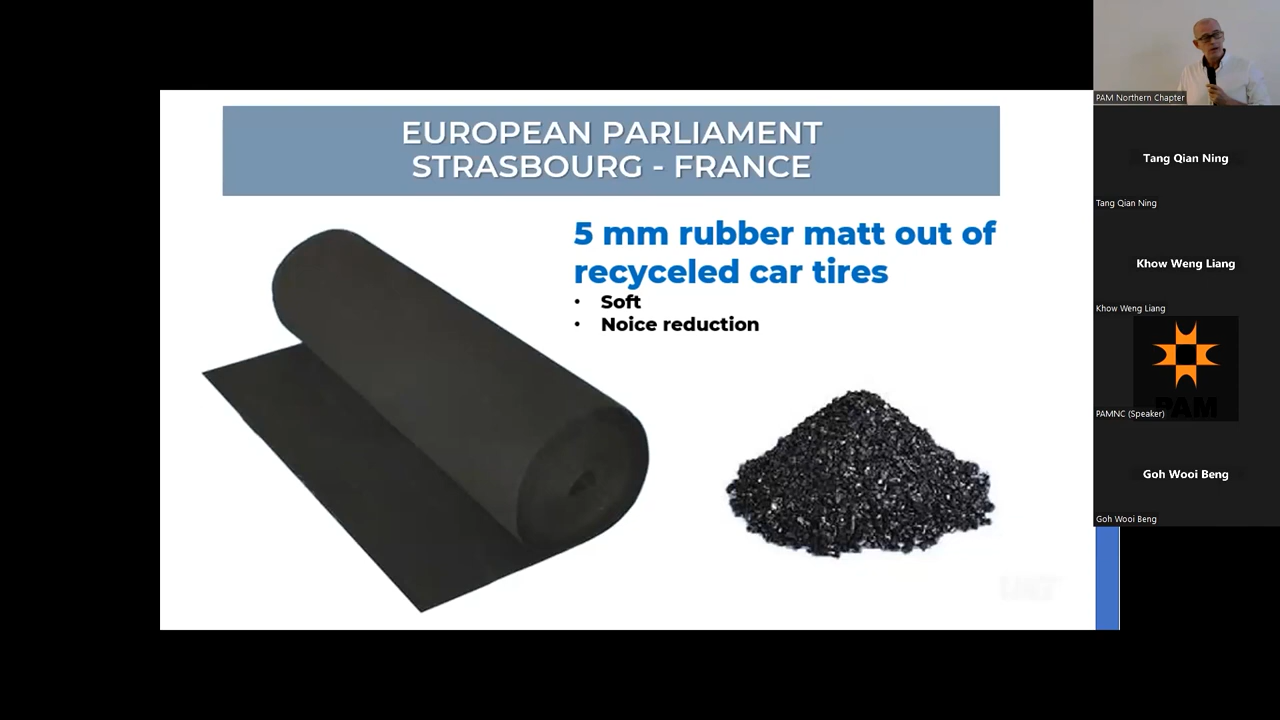 EUROPEAN PARLIAMENT
STRASBOURG - FRANCE
5 mm rubber matt out of
recyceled car tires
• Soft
• Noice reduction
PAM Northern Chapter
Tang Qian Ning
Tang Qian Ning
Khow Weng Liang
Khow Weng Liang
PAM
PAMNC (Speaker)
Goh Wooi Beng
Goh Wooi Beng